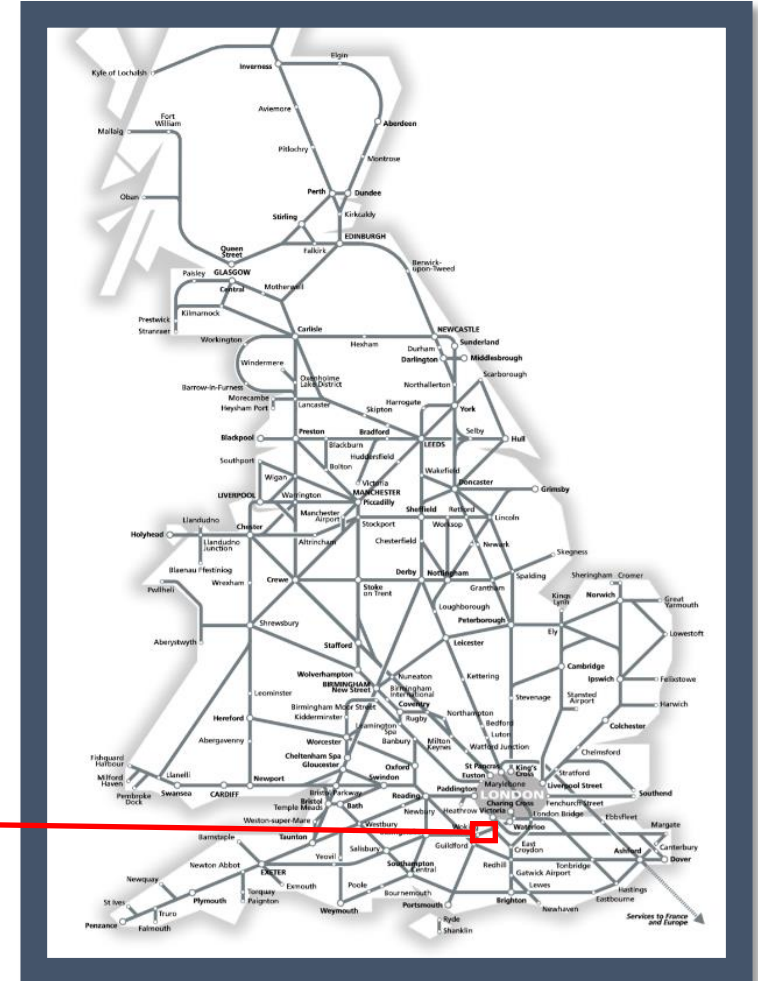 Elgin
Inverness
Kyle of Lochalsh
Aviemore
Fort
William
Mallaig
Aberdeen
Pitlochry
Montrose
Perth
Dundee
Oban
Stirling
Kirkcaldy
EDINBURGH
Queen
Street
Falkirk
Berwick-
upon-Tweed
Paisley
GLASGOW
Central
Motherwell
Prestwick
Kilmarnock
Stranraer
Carlisle
NEWCASTLE
Workington
Hexham
Durham
Sunderland
Darlington
Middlesbrough
Windermere
Scarborough
Oxenholme
Lake District
Northallerton
Barrow-in-Furness
Morecambe
Heysham Port
Lancaster
Harrogate
York
Skipton
Blackpool
Preston
Bradford
Selby
Hull
Blackburn
LEEDS
Huddersfield
Southport
Bolton
Wakefield
Wigan
Victoria
MANCHESTER
Piccadilly
Doncaster
Grimsby
LIVERPOOL
Warrington
Manchester
Airport
Sheffield
Retford
Llandudno
Stockport
Worksop
Lincoln
Holyhead
Chester
Llandudno
Junction
Altrincham
Chesterfield
Newark
Skegness
Blaenau Ffestiniog
Derby
Nottingham
Pwllheli
Wrexham
Crewe
Stoke
on Trent
Grantham
Spalding
Sheringham
Cromer
Kings
Lynn
Norwich
Great
Yarmouth
Loughborough
Peterborough
Shrewsbury
Ely
Lowestoft
Aberystwyth
Stafford
Leicester
Wolverhampton
Cambridge
BIRMINGHAM
New Street
Nuneaton
Kettering
Ipswich
Felixstowe
Birmingham
International
Leominster
Stevenage
Stansted
Airport
Birmingham Moor Street
Coventry
Harwich
Hereford
Kidderminster
Rugby
Northampton
Leamington
Spa
Bedford
Colchester
Abergavenny
Worcester
Banbury
Milton
Keynes
Luton
Cheltenham Spa
Watford Junction
Chelmsford
Fishguard
Harbour
Gloucester
Oxford
St Pancras
King's
Cross
Euston
Stratford
Milford
Haven
Llanelli
Newport
Swindon
Marylebone
Liverpool Street
Pembroke
Dock
Swansea
CARDIFF
Bristol Parkway
Reading
Paddington
LONDON
Southend
Bristol
Temple Meads
Bath
Charing Cross
Fenchurch Street
Newbury
Heathrow
Victoria
London Bridge
Ebbsfleet
Weston-super-Mare
Westbury
Waterloo
Margate
Barnstaple
Taunton
East
Croydon
Canterbury
Salisbury
Guildford
Ashford
Dover
Newton Abbot
Yeovil
Redhill
Tonbridge
EXETER
Southampton
Central
Gatwick Airport
Newquay
Exmouth
Poole
Lewes
Hastings
Torquay
Paignton
Bournemouth
Eastbourne
St Ives
Plymouth
Portsmouth
Brighton
Newhaven
Truro
Weymouth
Services to France
and Europe
Penzance
Falmouth
Ryde
Shanklin